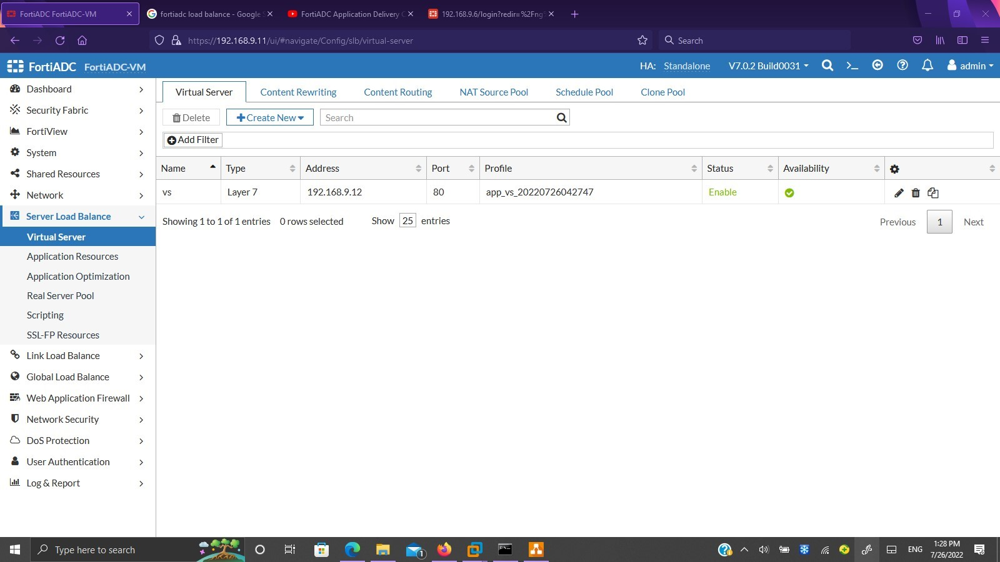 FortiADC FortiADC-VM
fortiadc load balance - Google
FortiADC Application Delivery
192.168.9.6/login?redir=%2Fng
https://192.168.9.11/ui/#navigate/Config/slb/virtual-server
Search
FortiADC FortiADC-VM
HA: Standalone V7.0.2 Build0031 admin
Dashboard
Security Fabric
FortiView
System
Shared Resources
Network
Server Load Balance
Virtual Server
Application Resources
Application Optimization
Real Server Pool
Scripting
SSL-FP Resources
Link Load Balance
Global Load Balance
Web Application Firewall
Network Security
DoS Protection
User Authentication
Log & Report
Virtual Server Content Rewriting Content Routing NAT Source Pool Schedule Pool Clone Pool
Delete Create New Search
Add Filter
Name Type Address Port Profile Status Availability
vs Layer 7 192.168.9.12 80 app_vs_20220726042747 Enable
Showing 1 to 1 of 1 entries 0 rows selected Show 25 entries Previous 1 Next
Type here to search
1
ENG
1:28 PM
7/26/2022